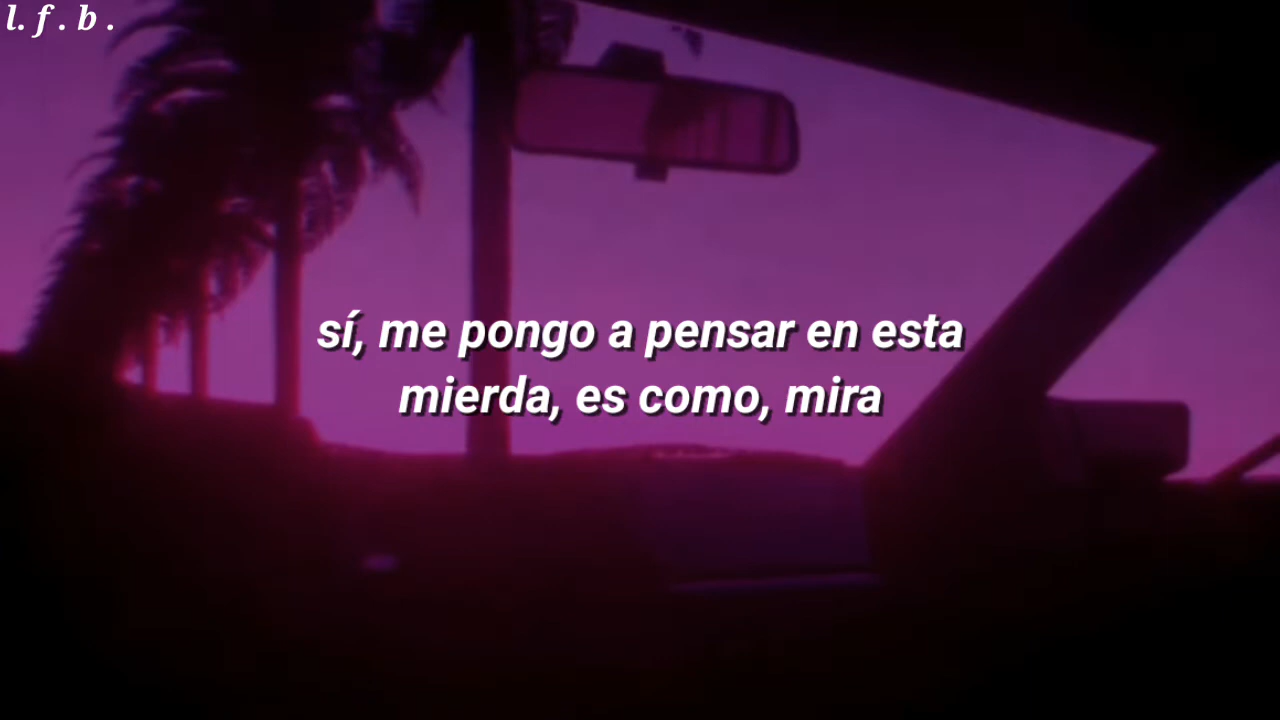 l. f . b .
sí, me pongo a pensar en esta
mierda, es como, mira